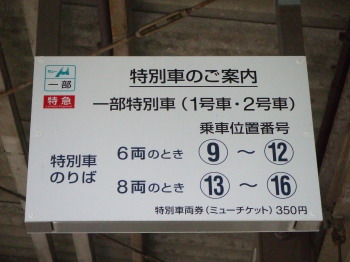 ミュー
一部
特急
特別車のご案内
一部特別車(1号車・2号車)
乗車位置番号
特別車のりば
6両のとき ⑨ ～ ⑫
8両のとき ⑬ ～ ⑯
特別車両券(ミューチケット)350円